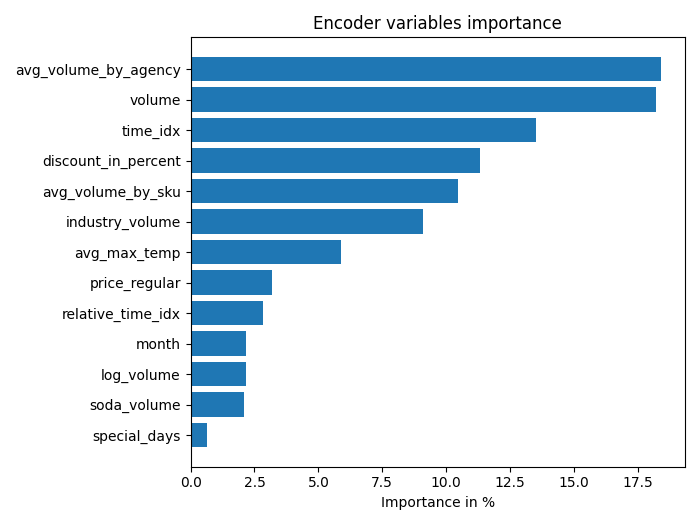 Encoder variables importance
avg_volume_by_agency
volume
time_idx
discount_in_percent
avg_volume_by_sku
industry_volume
avg_max_temp
price_regular
relative_time_idx
month
log_volume
soda_volume
special_days
0.0 2.5 5.0 7.5 10.0 12.5 15.0 17.5
Importance in %